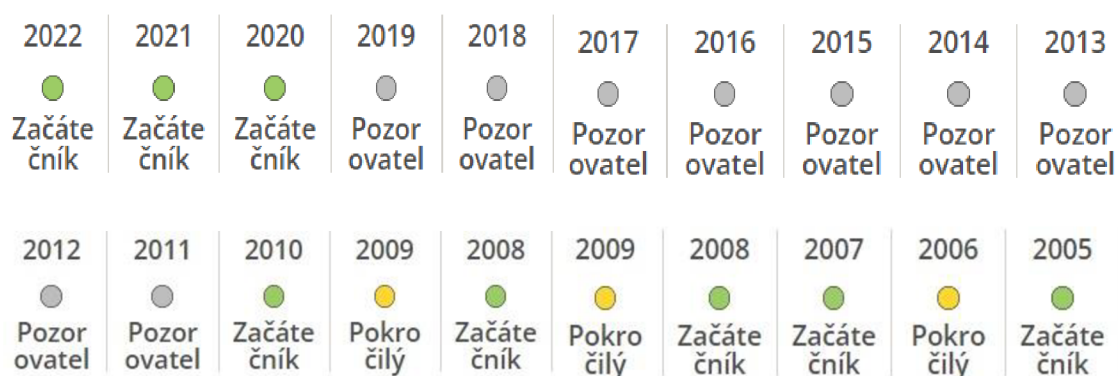 2022 2021 2020 2019 2018 2017 2016 2015 2014 2013
Začáte Začáte Začáte Pozor Pozor Pozor Pozor Pozor Pozor Pozor
čník čník čník ovatel ovatel ovatel ovatel ovatel ovatel ovatel
2012 2011 2010 2009 2008 2009 2008 2007 2006 2005
Pozor Pozor Začáte Pokro Začáte Pokro Začáte Začáte Pokro Začáte
ovatel ovatel čník čilý čník čilý čník čník čilý čník